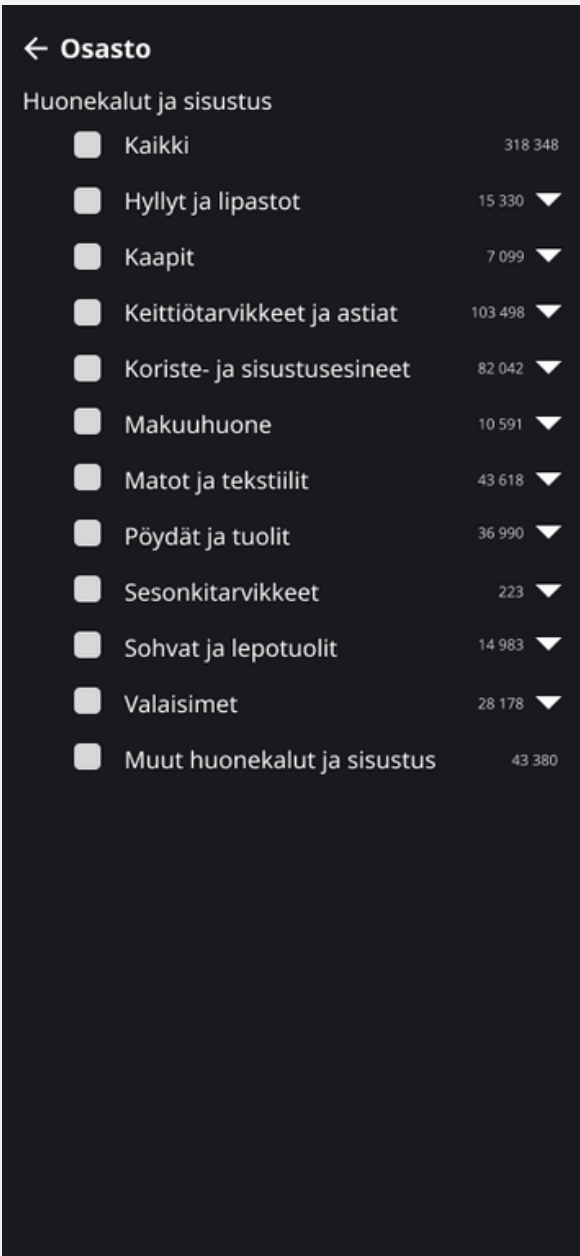 Osasto
Huonekalut ja sisustus
Kaikki 318 348
Hyllyt ja lipastot 15 330
Kaapit 7 099
Keittiötarvikkeet ja astiat 103 498
Koriste- ja sisustusesineet 82 042
Makuuhuone 10 591
Matot ja tekstiilit 43 618
Pöydät ja tuolit 36 990
Sesonkitarvikkeet 223
Sohvat ja lepotuolit 14 983
Valaisimet 28 178
Muut huonekalut ja sisustus 43 380